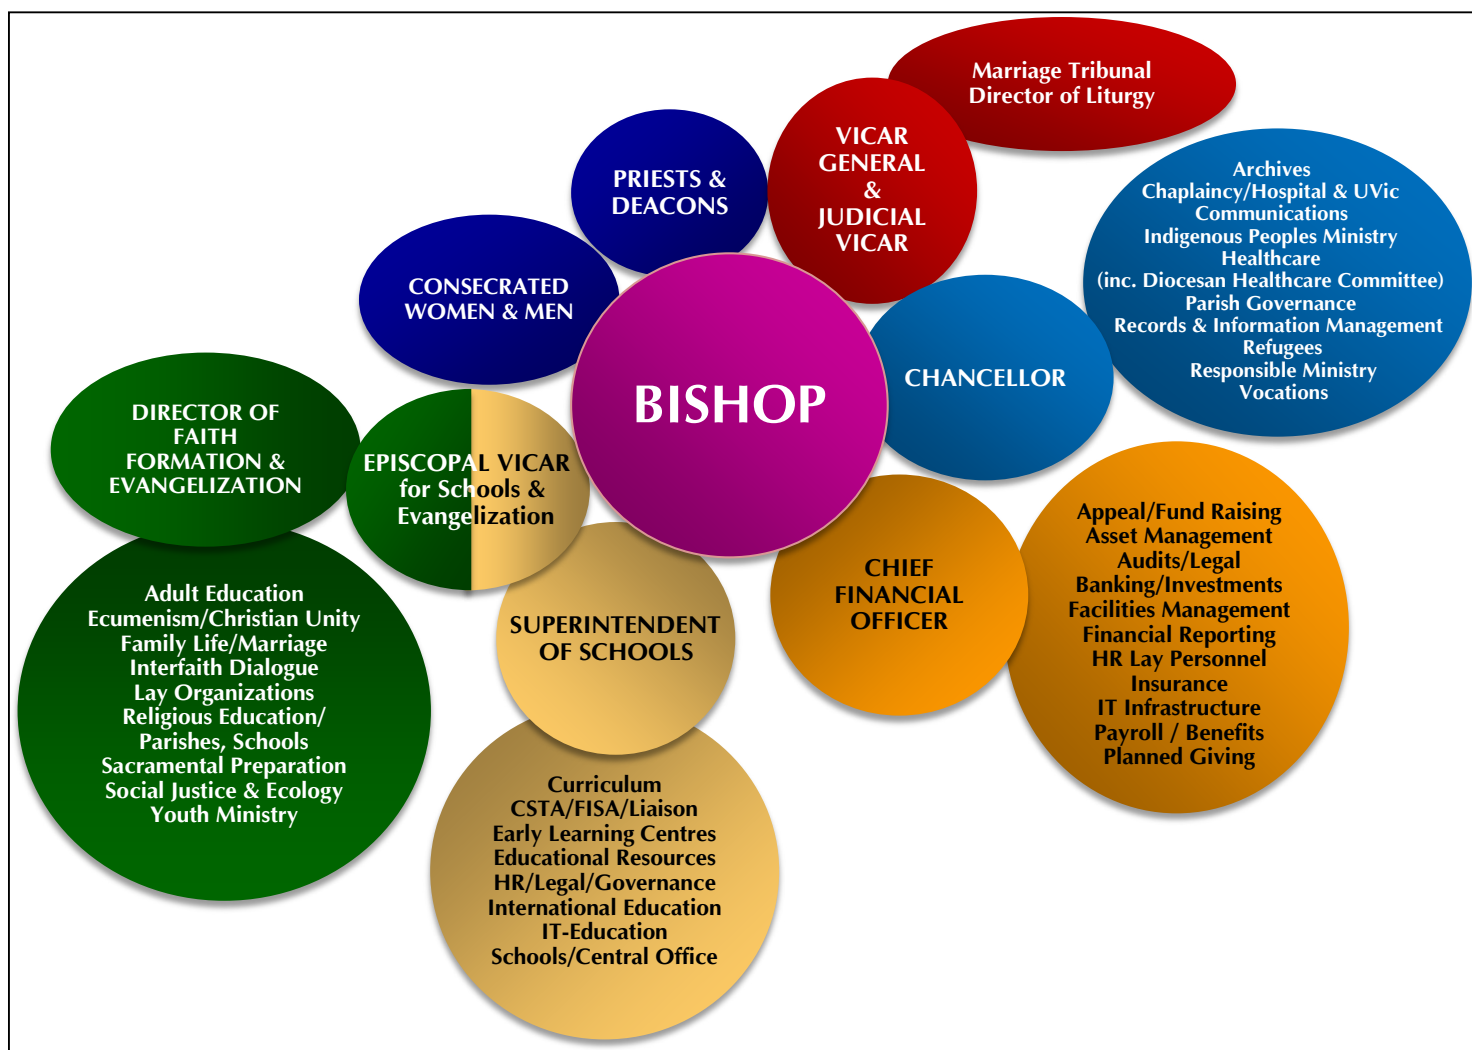 Marriage Tribunal
Director of Liturgy
VICAR
GENERAL
&
JUDICIAL
VICAR
PRIESTS &
DEACONS
Archives
Chaplaincy/Hospital & UVic
Communications
Indigenous Peoples Ministry
Healthcare
(inc. Diocesan Healthcare Committee)
Parish Governance
Records & Information Management
Refugees
Responsible Ministry
Vocations
CONSECRATED
WOMEN & MEN
CHANCELLOR
BISHOP
DIRECTOR OF
FAITH
FORMATION &
EVANGELIZATION
EPISCOPAL VICAR
for Schools &
Evangelization
Appeal/Fund Raising
Asset Management
Audits/Legal
Banking/Investments
Facilities Management
Financial Reporting
HR Lay Personnel
Insurance
IT Infrastructure
Payroll / Benefits
Planned Giving
CHIEF
FINANCIAL
OFFICER
SUPERINTENDENT
OF SCHOOLS
Adult Education
Ecumenism/Christian Unity
Family Life/Marriage
Interfaith Dialogue
Lay Organizations
Religious Education/
Parishes, Schools
Sacramental Preparation
Social Justice & Ecology
Youth Ministry
Curriculum
CSTA/FISA/Liaison
Early Learning Centres
Educational Resources
HR/Legal/Governance
International Education
IT-Education
Schools/Central Office